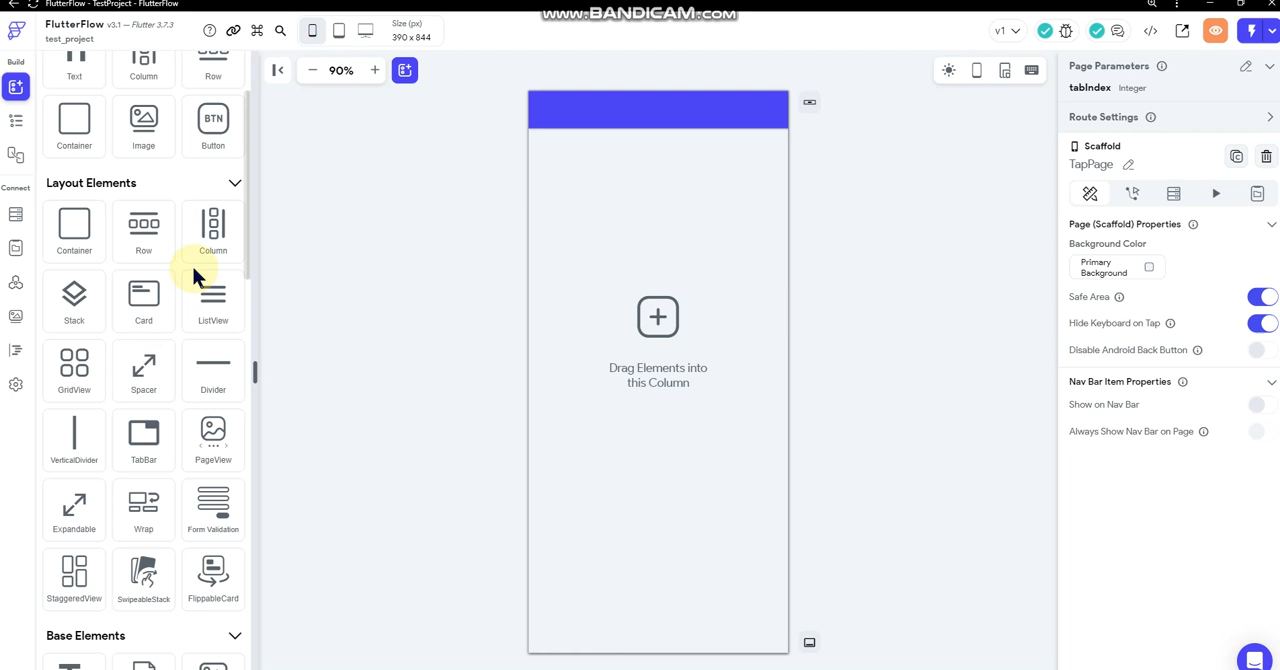 FlutterFlow - TestProject - FlutterFlow
www.BANDICAM.com
FlutterFlow v3.1 – Flutter 3.7.3
test_project
Size (px)
390 x 844
v1
Build
Connect
90%
Text
Column
Row
Container
Image
BTN
Button
Layout Elements
Container
Row
Column
Stack
Card
ListView
GridView
Spacer
Divider
VerticalDivider
TabBar
PageView
Expandable
Wrap
Form Validation
StaggeredView
SwipeableStack
FlippableCard
Base Elements
Drag Elements into
this Column
Page Parameters
tabIndex Integer
Route Settings
Scaffold
TapPage
Page (Scaffold) Properties
Background Color
Primary
Background
Safe Area
Hide Keyboard on Tap
Disable Android Back Button
Nav Bar Item Properties
Show on Nav Bar
Always Show Nav Bar on Page